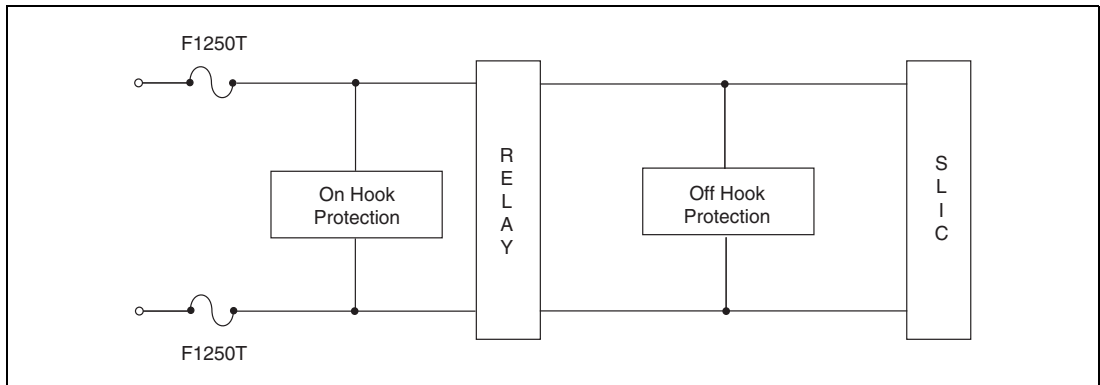 F1250T
On Hook
Protection
R
E
L
A
Y
Off Hook
Protection
S
L
I
C
F1250T